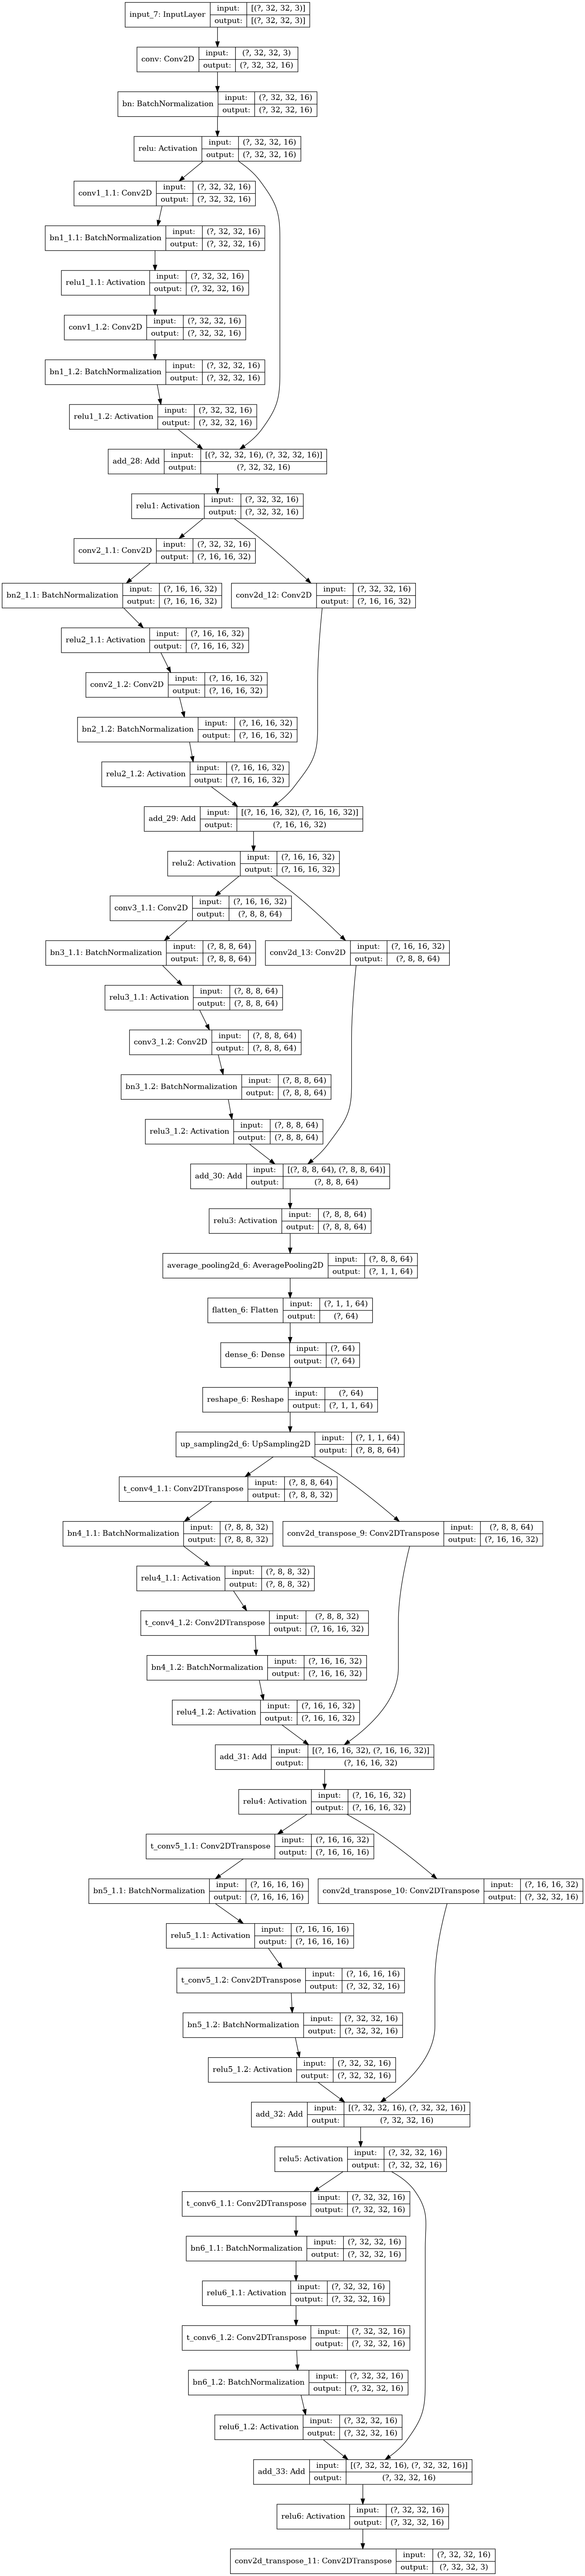 input_7: InputLayer input: [(?, 32, 32, 3)]
output: [(?, 32, 32, 3)]
conv: Conv2D input: (?, 32, 32, 3)
output: (?, 32, 32, 16)
bn: BatchNormalization input: (?, 32, 32, 16)
output: (?, 32, 32, 16)
relu: Activation input: (?, 32, 32, 16)
output: (?, 32, 32, 16)
conv1_1.1: Conv2D input: (?, 32, 32, 16)
output: (?, 32, 32, 16)
bn1_1.1: BatchNormalization input: (?, 32, 32, 16)
output: (?, 32, 32, 16)
relu1_1.1: Activation input: (?, 32, 32, 16)
output: (?, 32, 32, 16)
conv1_1.2: Conv2D input: (?, 32, 32, 16)
output: (?, 32, 32, 16)
bn1_1.2: BatchNormalization input: (?, 32, 32, 16)
output: (?, 32, 32, 16)
relu1_1.2: Activation input: (?, 32, 32, 16)
output: (?, 32, 32, 16)
add_28: Add input: [(?, 32, 32, 16), (?, 32, 32, 16)]
output: (?, 32, 32, 16)
relu1: Activation input: (?, 32, 32, 16)
output: (?, 32, 32, 16)
conv2_1.1: Conv2D input: (?, 32, 32, 16)
output: (?, 16, 16, 32)
bn2_1.1: BatchNormalization input: (?, 16, 16, 32)
output: (?, 16, 16, 32)
conv2d_12: Conv2D input: (?, 32, 32, 16)
output: (?, 16, 16, 32)
relu2_1.1: Activation input: (?, 16, 16, 32)
output: (?, 16, 16, 32)
conv2_1.2: Conv2D input: (?, 16, 16, 32)
output: (?, 16, 16, 32)
bn2_1.2: BatchNormalization input: (?, 16, 16, 32)
output: (?, 16, 16, 32)
relu2_1.2: Activation input: (?, 16, 16, 32)
output: (?, 16, 16, 32)
add_29: Add input: [(?, 16, 16, 32), (?, 16, 16, 32)]
output: (?, 16, 16, 32)
relu2: Activation input: (?, 16, 16, 32)
output: (?, 16, 16, 32)
conv3_1.1: Conv2D input: (?, 16, 16, 32)
output: (?, 8, 8, 64)
bn3_1.1: BatchNormalization input: (?, 8, 8, 64)
output: (?, 8, 8, 64)
conv2d_13: Conv2D input: (?, 16, 16, 32)
output: (?, 8, 8, 64)
relu3_1.1: Activation input: (?, 8, 8, 64)
output: (?, 8, 8, 64)
conv3_1.2: Conv2D input: (?, 8, 8, 64)
output: (?, 8, 8, 64)
bn3_1.2: BatchNormalization input: (?, 8, 8, 64)
output: (?, 8, 8, 64)
relu3_1.2: Activation input: (?, 8, 8, 64)
output: (?, 8, 8, 64)
add_30: Add input: [(?, 8, 8, 64), (?, 8, 8, 64)]
output: (?, 8, 8, 64)
relu3: Activation input: (?, 8, 8, 64)
output: (?, 8, 8, 64)
average_pooling2d_6: AveragePooling2D input: (?, 8, 8, 64)
output: (?, 1, 1, 64)
flatten_6: Flatten input: (?, 1, 1, 64)
output: (?, 64)
dense_6: Dense input: (?, 64)
output: (?, 64)
reshape_6: Reshape input: (?, 64)
output: (?, 1, 1, 64)
up_sampling2d_6: UpSampling2D input: (?, 1, 1, 64)
output: (?, 8, 8, 64)
t_conv4_1.1: Conv2DTranspose input: (?, 8, 8, 64)
output: (?, 8, 8, 32)
bn4_1.1: BatchNormalization input: (?, 8, 8, 32)
output: (?, 8, 8, 32)
conv2d_transpose_9: Conv2DTranspose input: (?, 8, 8, 64)
output: (?, 16, 16, 32)
relu4_1.1: Activation input: (?, 8, 8, 32)
output: (?, 8, 8, 32)
t_conv4_1.2: Conv2DTranspose input: (?, 8, 8, 32)
output: (?, 16, 16, 32)
bn4_1.2: BatchNormalization input: (?, 16, 16, 32)
output: (?, 16, 16, 32)
relu4_1.2: Activation input: (?, 16, 16, 32)
output: (?, 16, 16, 32)
add_31: Add input: [(?, 16, 16, 32), (?, 16, 16, 32)]
output: (?, 16, 16, 32)
relu4: Activation input: (?, 16, 16, 32)
output: (?, 16, 16, 32)
t_conv5_1.1: Conv2DTranspose input: (?, 16, 16, 32)
output: (?, 16, 16, 16)
bn5_1.1: BatchNormalization input: (?, 16, 16, 16)
output: (?, 16, 16, 16)
conv2d_transpose_10: Conv2DTranspose input: (?, 16, 16, 32)
output: (?, 32, 32, 16)
relu5_1.1: Activation input: (?, 16, 16, 16)
output: (?, 16, 16, 16)
t_conv5_1.2: Conv2DTranspose input: (?, 16, 16, 16)
output: (?, 32, 32, 16)
bn5_1.2: BatchNormalization input: (?, 32, 32, 16)
output: (?, 32, 32, 16)
relu5_1.2: Activation input: (?, 32, 32, 16)
output: (?, 32, 32, 16)
add_32: Add input: [(?, 32, 32, 16), (?, 32, 32, 16)]
output: (?, 32, 32, 16)
relu5: Activation input: (?, 32, 32, 16)
output: (?, 32, 32, 16)
t_conv6_1.1: Conv2DTranspose input: (?, 32, 32, 16)
output: (?, 32, 32, 16)
bn6_1.1: BatchNormalization input: (?, 32, 32, 16)
output: (?, 32, 32, 16)
relu6_1.1: Activation input: (?, 32, 32, 16)
output: (?, 32, 32, 16)
t_conv6_1.2: Conv2DTranspose input: (?, 32, 32, 16)
output: (?, 32, 32, 16)
bn6_1.2: BatchNormalization input: (?, 32, 32, 16)
output: (?, 32, 32, 16)
relu6_1.2: Activation input: (?, 32, 32, 16)
output: (?, 32, 32, 16)
add_33: Add input: [(?, 32, 32, 16), (?, 32, 32, 16)]
output: (?, 32, 32, 16)
relu6: Activation input: (?, 32, 32, 16)
output: (?, 32, 32, 16)
conv2d_transpose_11: Conv2DTranspose input: (?, 32, 32, 16)
output: (?, 32, 32, 3)